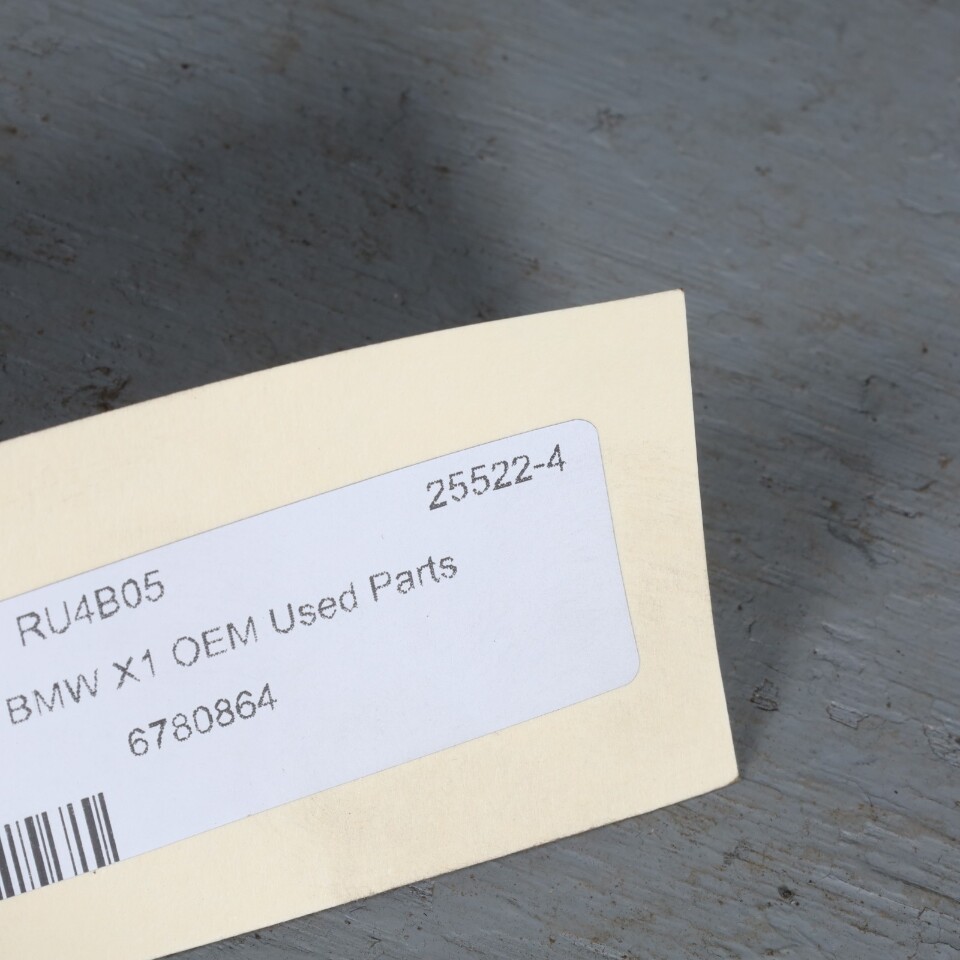 25522-4
RU4B05
BMW X1 OEM Used Parts
6780864